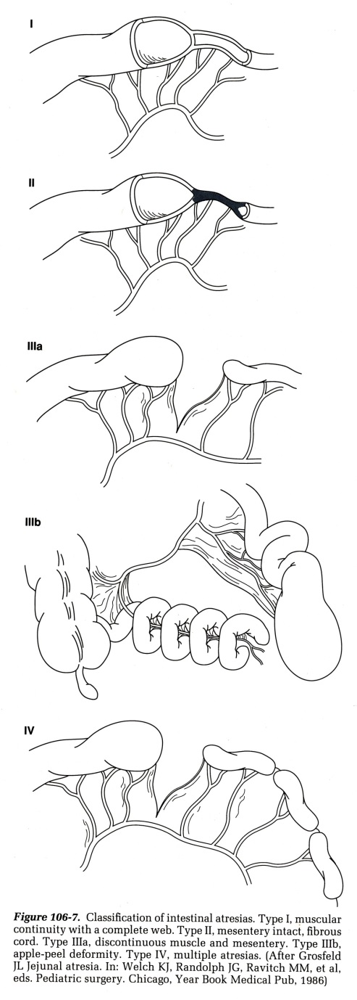 I
II
IIIa
IIIb
IV
Figure 106-7. Classification of intestinal atresias. Type I, muscular
continuity with a complete web. Type II, mesentery intact, fibrous
cord. Type IIIa, discontinuous muscle and mesentery. Type IIIb,
apple-peel deformity. Type IV, multiple atresias. (After Grosfeld
JL Jejunal atresia. In: Welch KJ, Randolph JG, Ravitch MM, et al,
eds. Pediatric surgery. Chicago, Year Book Medical Pub, 1986)